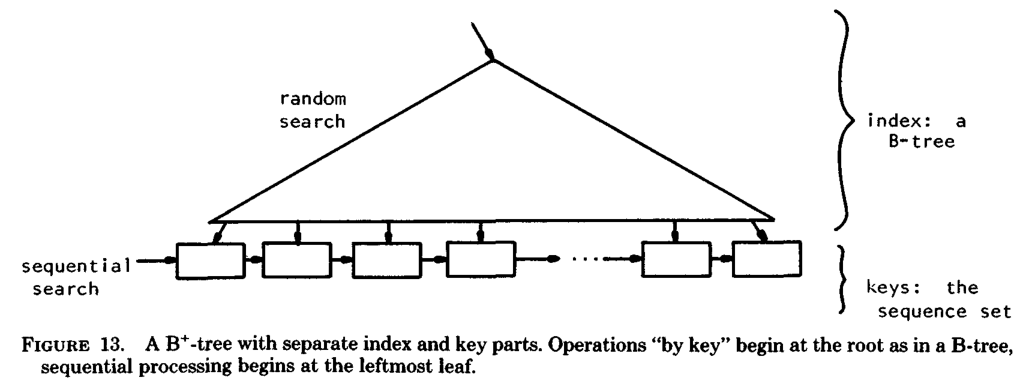 random
search
index: a
B-tree
sequential
search
....
keys: the
sequence set
FIGURE 13. A B+-tree with separate index and key parts. Operations “by key” begin at the root as in a B-tree,
sequential processing begins at the leftmost leaf.